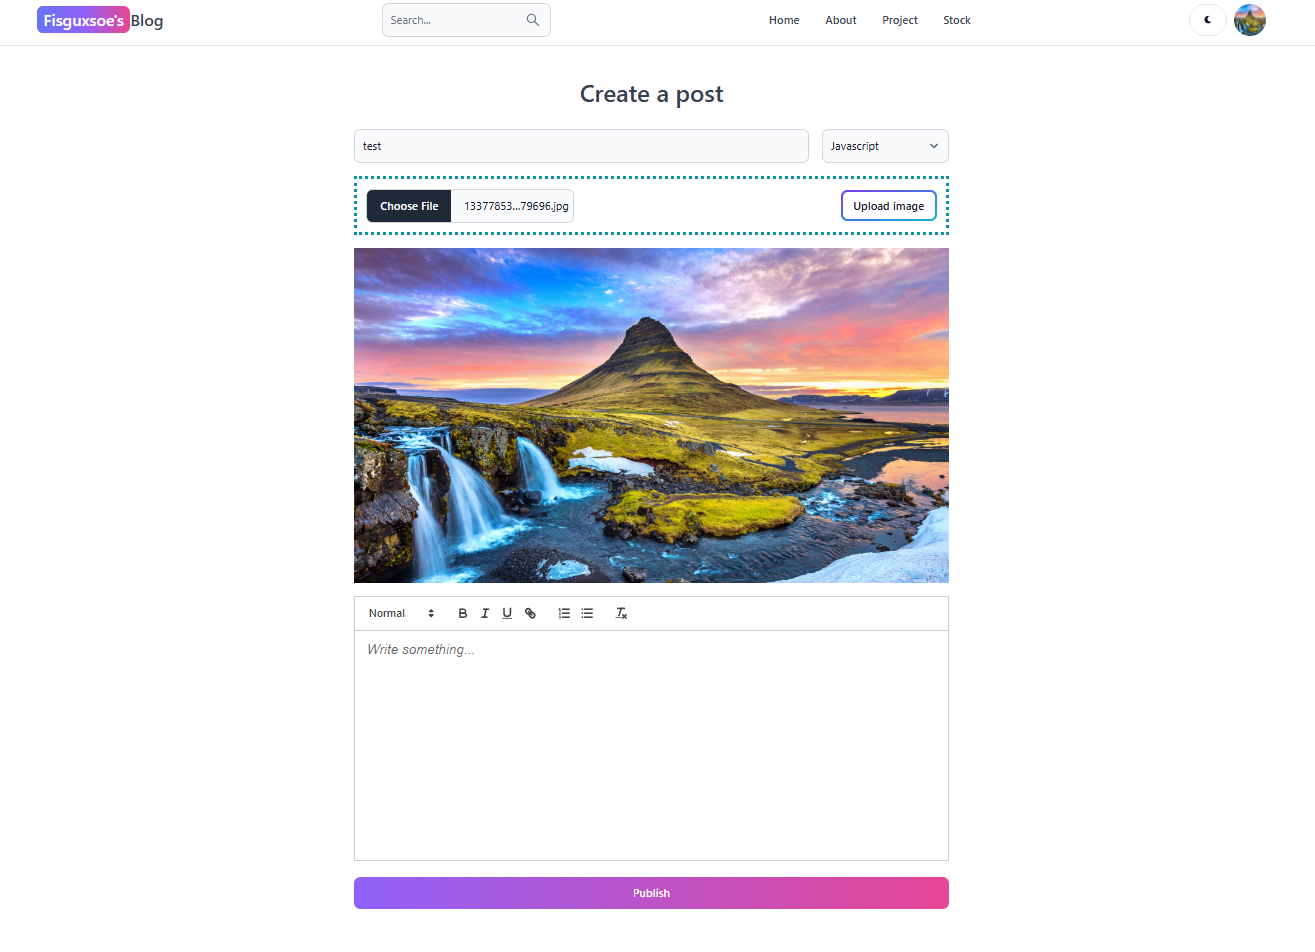 Fisguxsoe's Blog
Search...
Home About Project Stock
Create a post
test
Javascript
Choose File 13377853...79696.jpg
Upload image
Normal B I U
Write something...
Publish